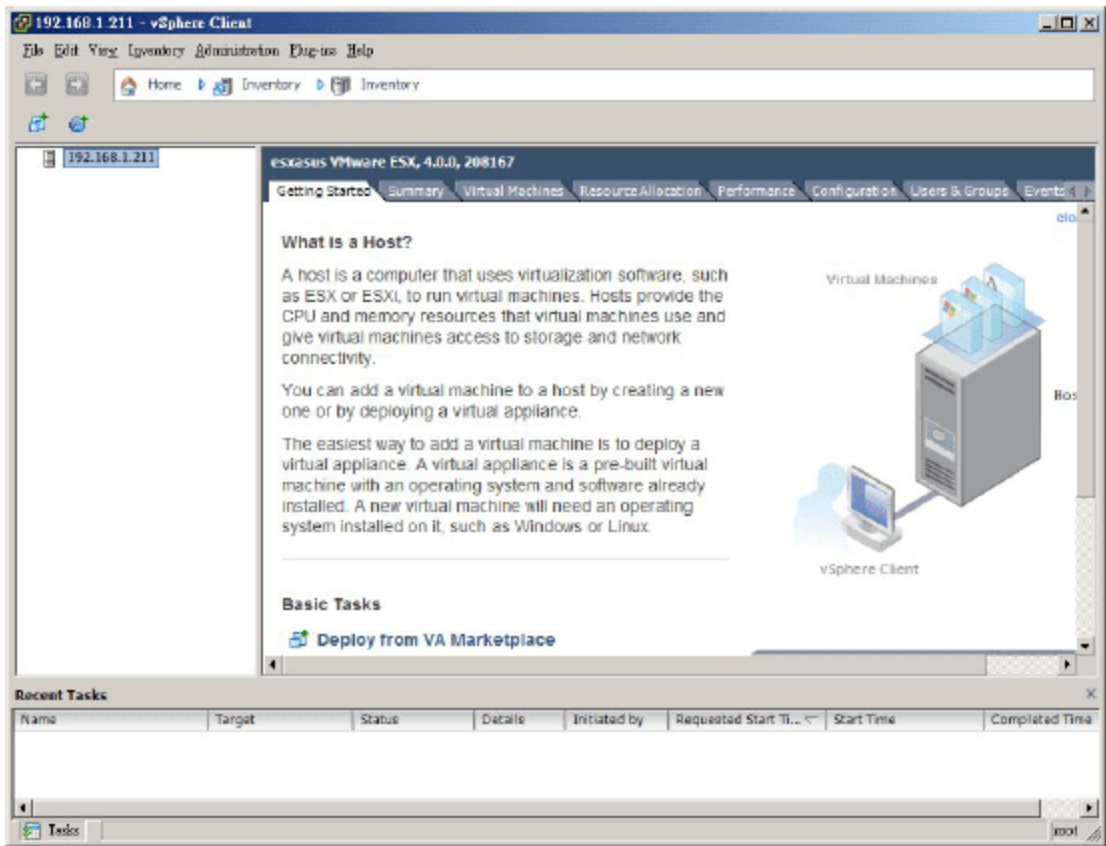 192.168.1.211 - vSphere Client
File Edit View Inventory Administration Plug-ins Help
Home Inventory Inventory
192.168.1.211
esxasus VMware ESX, 4.0.0, 208167
Getting Started Summary Virtual Machines Resource Allocation Performance Configuration Users & Groups Events
clo
What is a Host?
A host is a computer that uses virtualization software, such
as ESX or ESXi, to run virtual machines. Hosts provide the
CPU and memory resources that virtual machines use and
give virtual machines access to storage and network
connectivity.
You can add a virtual machine to a host by creating a new
one or by deploying a virtual appliance.
The easiest way to add a virtual machine is to deploy a
virtual appliance. A virtual appliance is a pre-built virtual
machine with an operating system and software already
installed. A new virtual machine will need an operating
system installed on it, such as Windows or Linux.
Virtual Machines
Hos
vSphere Client
Basic Tasks
Deploy from VA Marketplace
Recent Tasks
Name Target Status Details Initiated by Requested Start Ti... Start Time Completed Time
Tasks
root